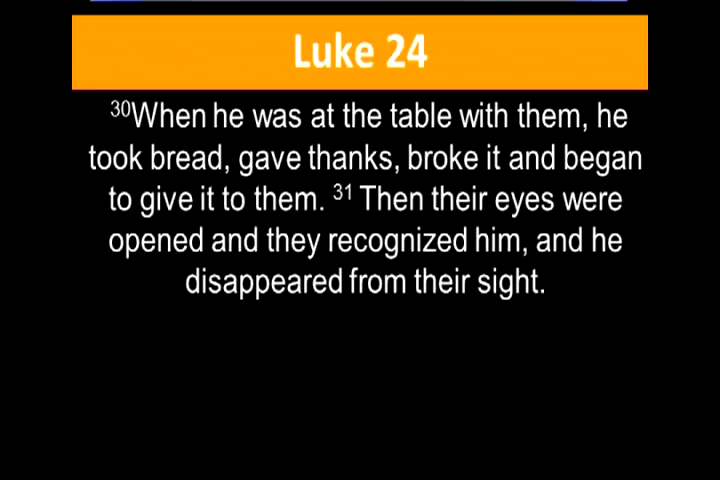 Luke 24
³⁰When he was at the table with them, he
took bread, gave thanks, broke it and began
to give it to them. ³¹ Then their eyes were
opened and they recognized him, and he
disappeared from their sight.